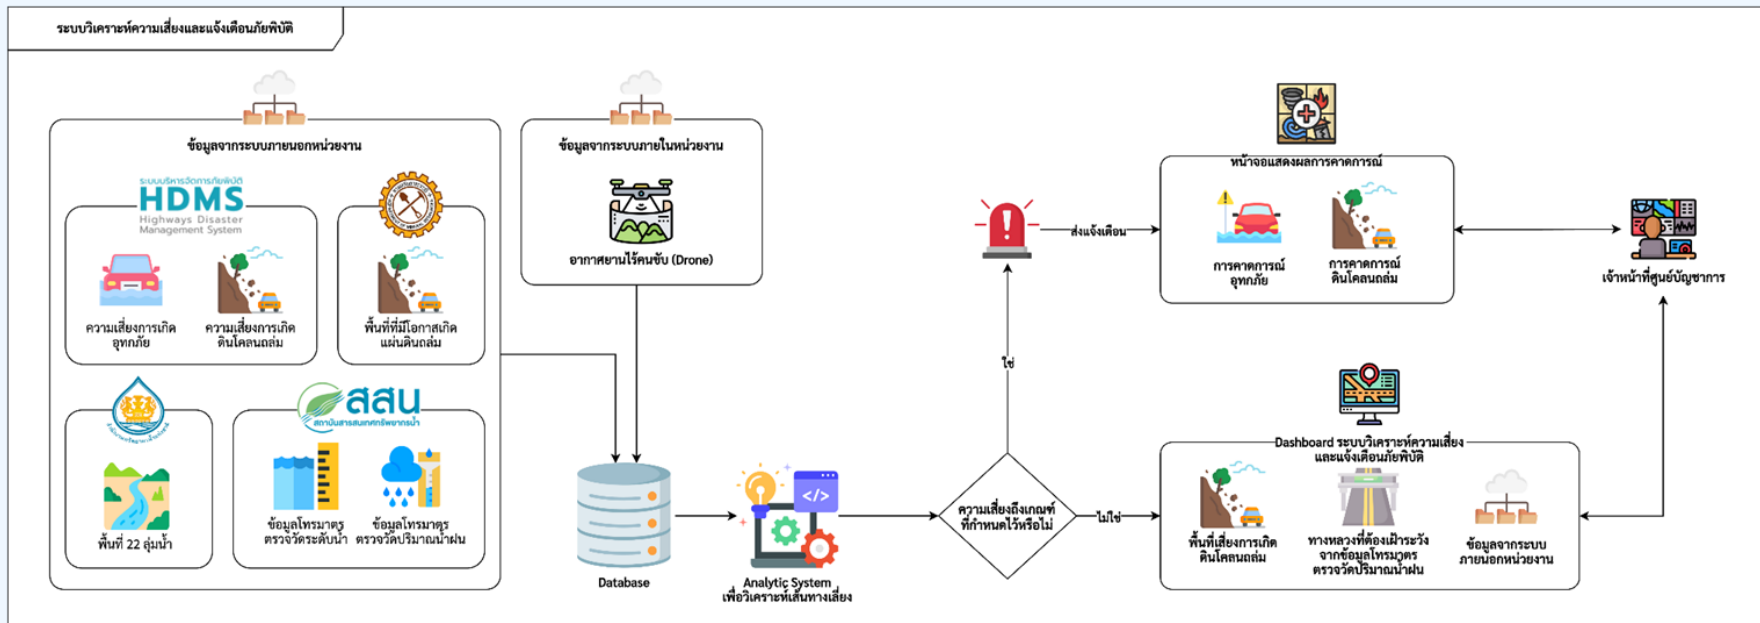 ระบบวิเคราะห์ความเสี่ยงและแจ้งเตือนภัยพิบัติ
ข้อมูลจากระบบภายนอกหน่วยงาน
ระบบบริหารจัดการภัยพิบัติ
HDMS
Highways Disaster
Management System
ความเสี่ยงการเกิด
อุทกภัย
ความเสี่ยงการเกิด
ดินโคลนถล่ม
พื้นที่ที่มีโอกาสเกิด
แผ่นดินถล่ม
พื้นที่ 22 ลุ่มน้ำ
สสน
สถาบันสารสนเทศทรัพยากรน้ำ
ข้อมูลโทรมาตร
ตรวจวัดระดับน้ำ
ข้อมูลโทรมาตร
ตรวจวัดปริมาณน้ำฝน
ข้อมูลจากระบบภายในหน่วยงาน
อากาศยานไร้คนขับ (Drone)
Database
Analytic System
เพื่อวิเคราะห์เส้นทางเลี่ยง
ความเสี่ยงถึงเกณฑ์
ที่กำหนดไว้หรือไม่
ใช่
ไม่ใช่
ส่งแจ้งเตือน
หน้าจอแสดงผลการคาดการณ์
การคาดการณ์
อุทกภัย
การคาดการณ์
ดินโคลนถล่ม
เจ้าหน้าที่ศูนย์บัญชาการ
Dashboard ระบบวิเคราะห์ความเสี่ยง
และแจ้งเตือนภัยพิบัติ
พื้นที่เสี่ยงการเกิด
ดินโคลนถล่ม
ทางหลวงที่ต้องเฝ้าระวัง
จากข้อมูลโทรมาตร
ตรวจวัดปริมาณน้ำฝน
ข้อมูลจากระบบ
ภายนอกหน่วยงาน